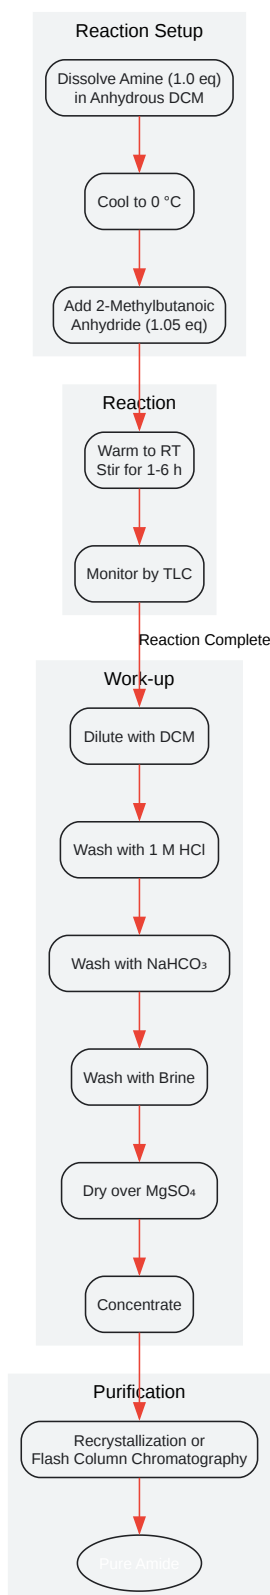 Reaction Setup
Dissolve Amine (1.0 eq)
in Anhydrous DCM
Cool to 0 °C
Add 2-Methylbutanoic
Anhydride (1.05 eq)
Reaction
Warm to RT
Stir for 1-6 h
Monitor by TLC
Reaction Complete
Work-up
Dilute with DCM
Wash with 1 M HCl
Wash with NaHCO₃
Wash with Brine
Dry over MgSO₄
Concentrate
Purification
Recrystallization or
Flash Column Chromatography
Pure Amide